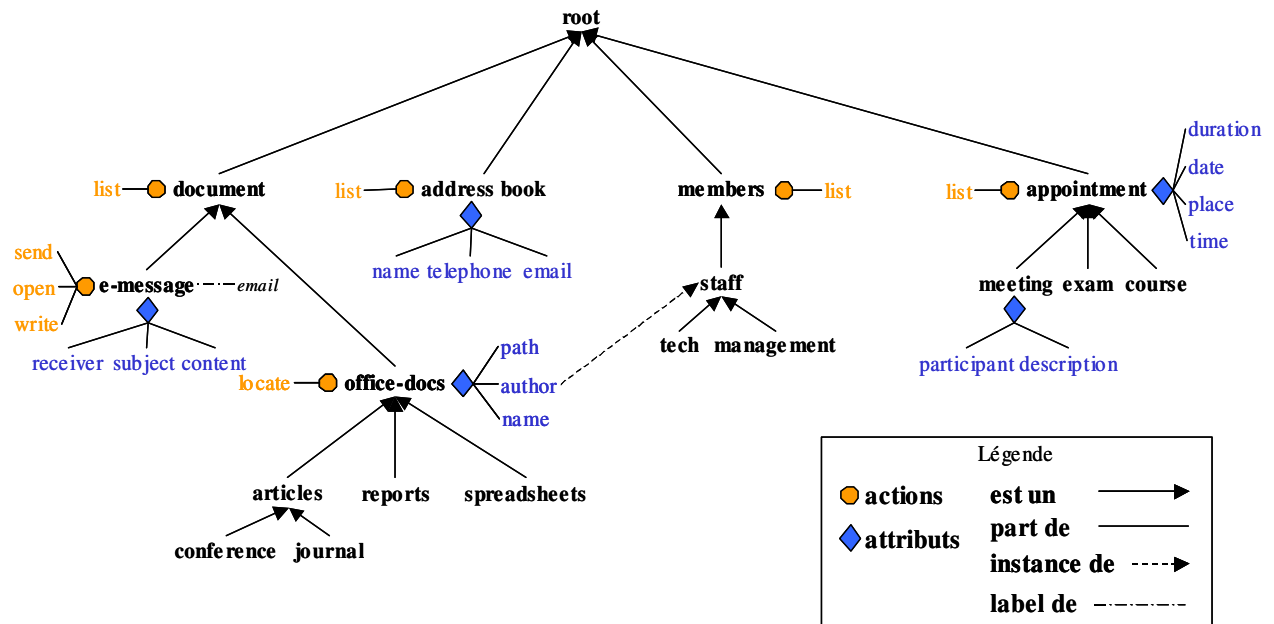 root
duration
date
list document
list address book
members list
list appointment
place
time
send
open
write
e-message
email
name telephone email
staff
meeting exam course
receiver subject content
tech management
participant description
path
locate office-docs
author
name
articles reports spreadsheets
conference journal
Légende
actions
attributs
est un
part de
instance de
label de